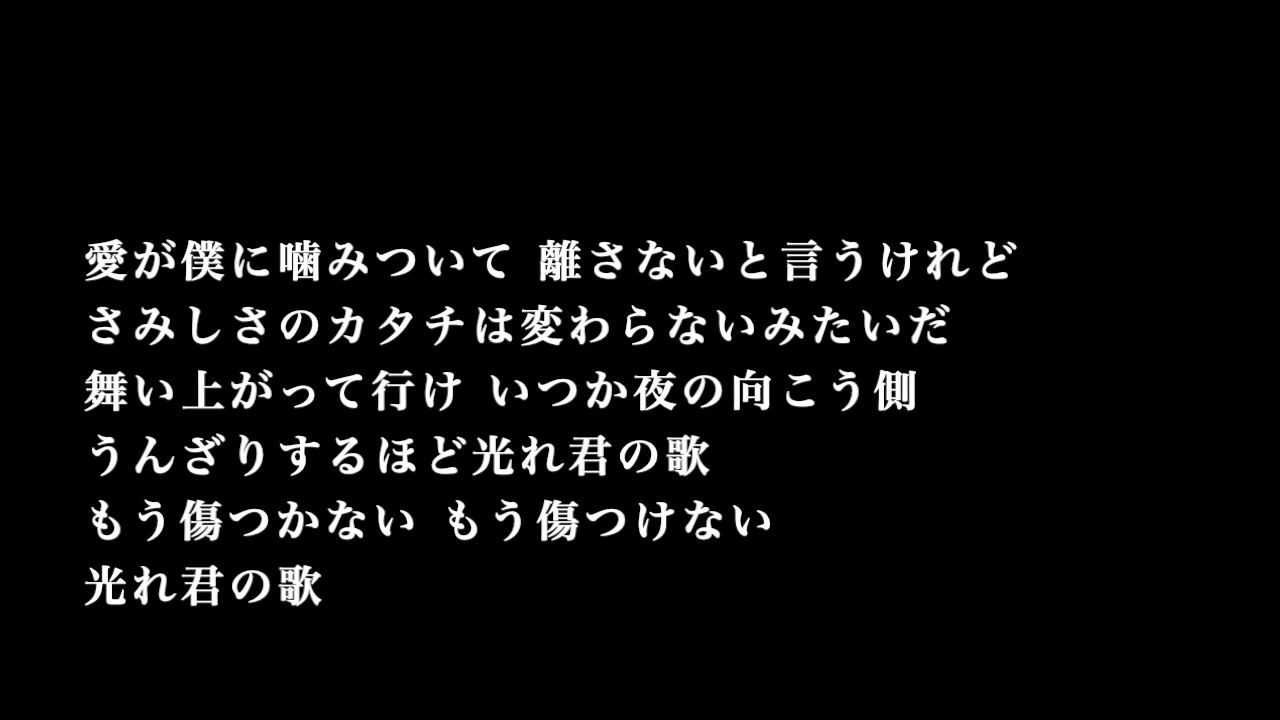 愛が僕に噛みついて 離さないと言うけれど
さみしさのカタチは変わらないみたいだ
舞い上がって行け いつか夜の向こう側
うんざりするほど光れ君の歌
もう傷つかない もう傷つけない
光れ君の歌